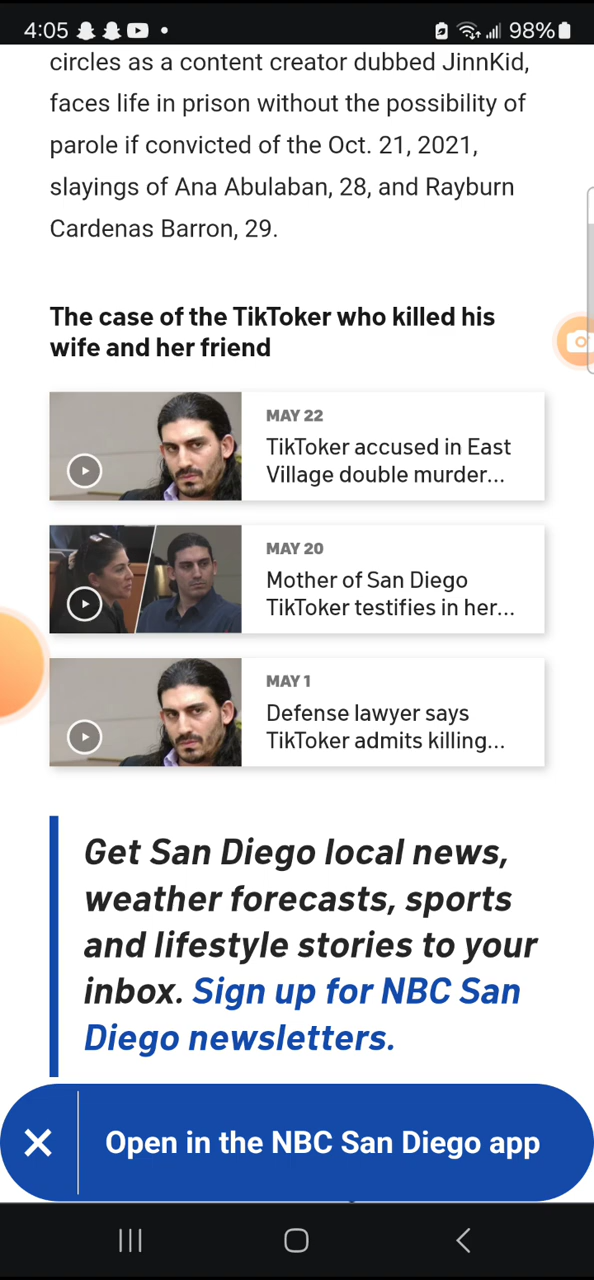 4:05
98%
circles as a content creator dubbed JinnKid,
faces life in prison without the possibility of
parole if convicted of the Oct. 21, 2021,
slayings of Ana Abulaban, 28, and Rayburn
Cardenas Barron, 29.
The case of the TikToker who killed his
wife and her friend
MAY 22
TikToker accused in East
Village double murder...
MAY 20
Mother of San Diego
TikToker testifies in her...
MAY 1
Defense lawyer says
TikToker admits killing...
Get San Diego local news,
weather forecasts, sports
and lifestyle stories to your
inbox. Sign up for NBC San
Diego newsletters.
Open in the NBC San Diego app